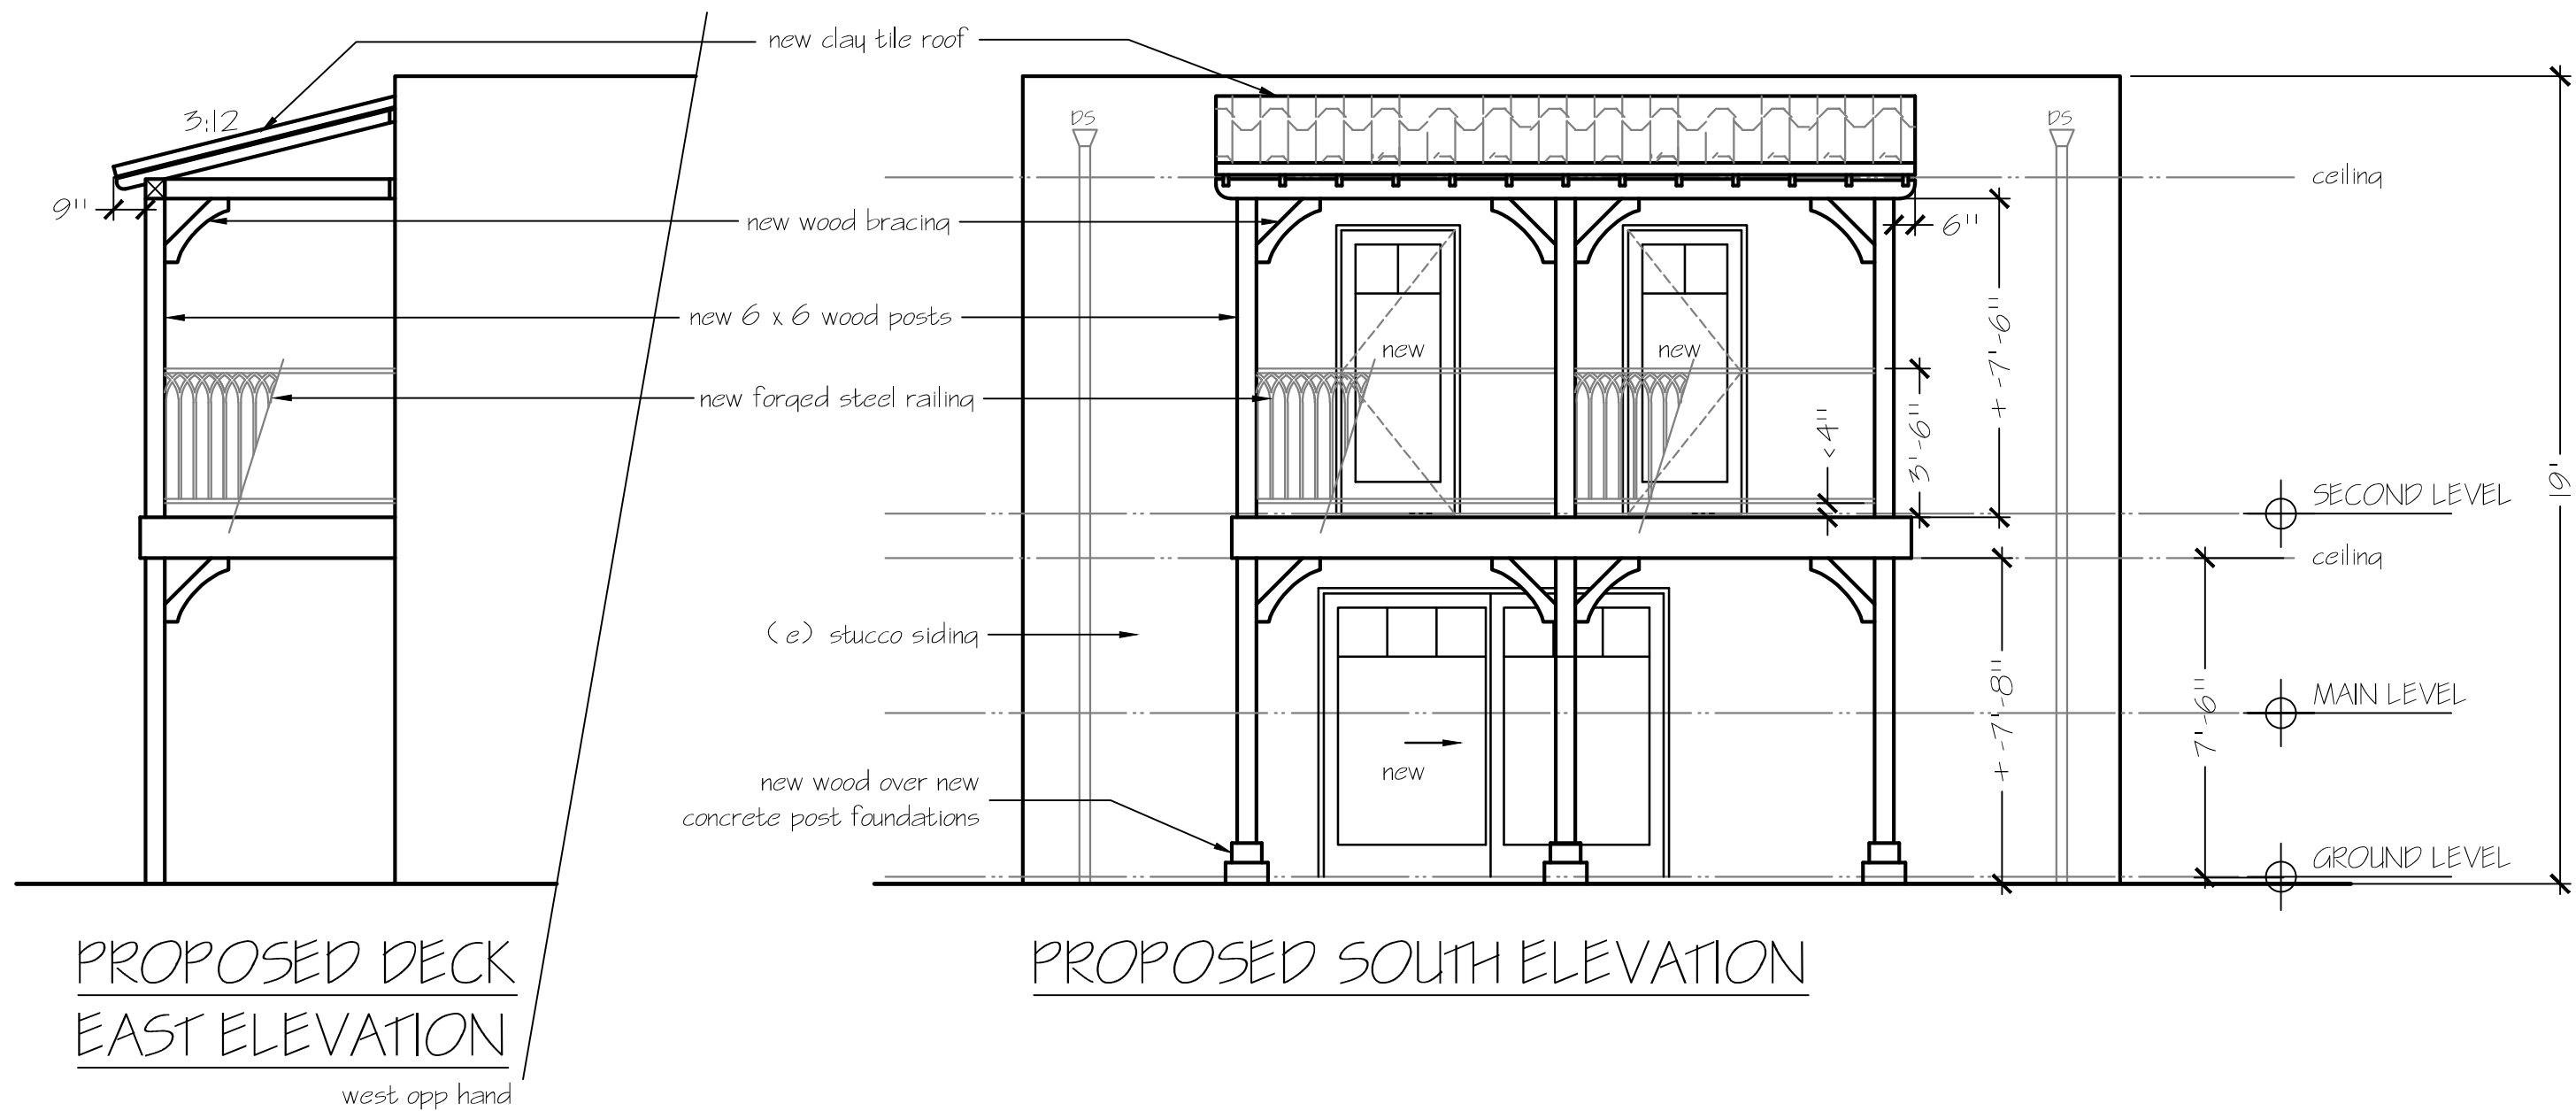 new clay tile roof
3:12
DS
DS
ceiling
9"
new wood bracing
6"
new 6 x 6 wood posts
new
new
+-7'-6"
new forged steel railing
<4"
3'-6"
SECOND LEVEL
19'
ceiling
(e) stucco siding
+-7'-8"
7'-6"
MAIN LEVEL
new
new wood over new
concrete post foundations
GROUND LEVEL
PROPOSED DECK
EAST ELEVATION
west opp hand
PROPOSED SOUTH ELEVATION